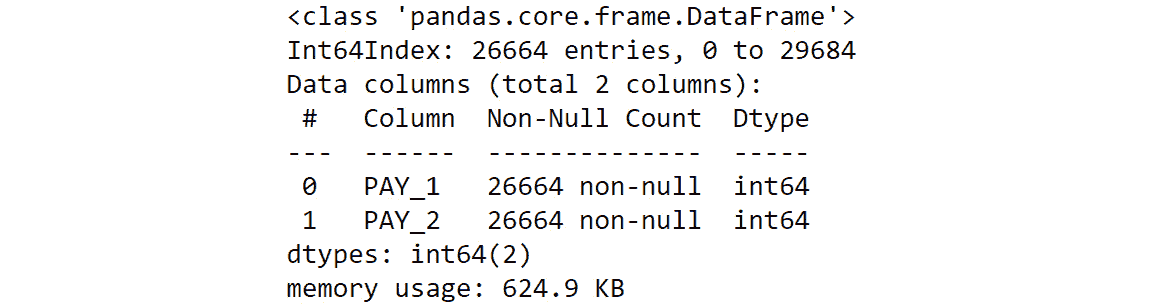 <class 'pandas.core.frame.DataFrame'>
Int64Index: 26664 entries, 0 to 29684
Data columns (total 2 columns):
 #   Column  Non-Null Count  Dtype
---  ------  --------------  -----
 0   PAY_1   26664 non-null  int64
 1   PAY_2   26664 non-null  int64
dtypes: int64(2)
memory usage: 624.9 KB